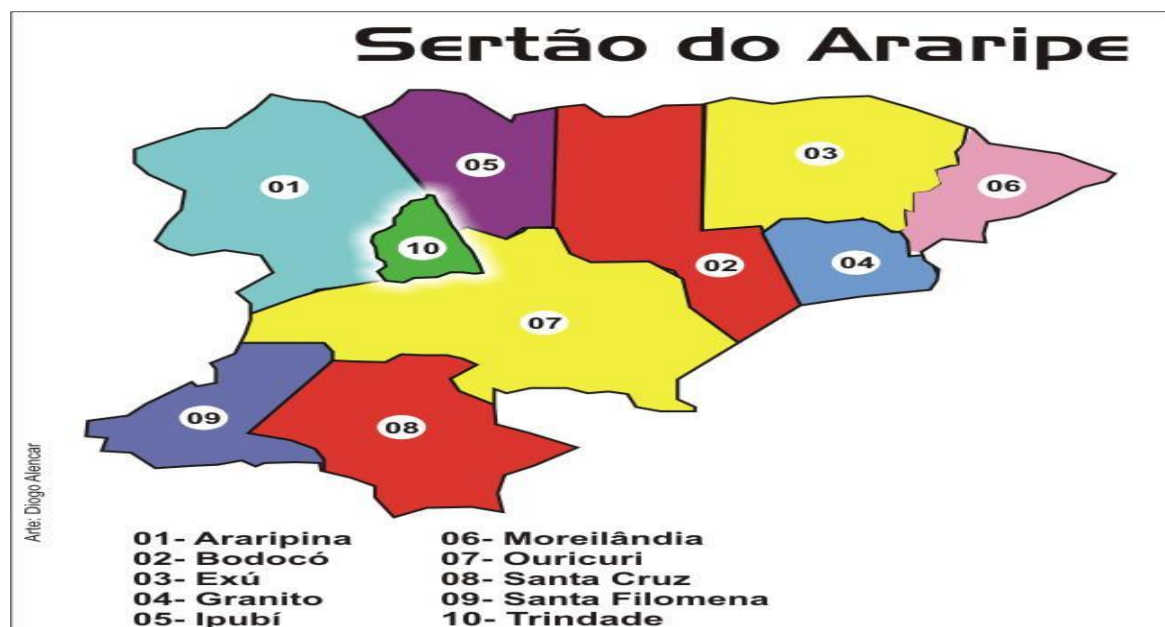 Sertão do Araripe
01
05
03
06
10
02
04
07
09
08
Arte: Diogo Alencar
01- Araripina
02- Bodocó
03- Exú
04- Granito
05- Ipubí
06- Moreilândia
07- Ouricuri
08- Santa Cruz
09- Santa Filomena
10- Trindade